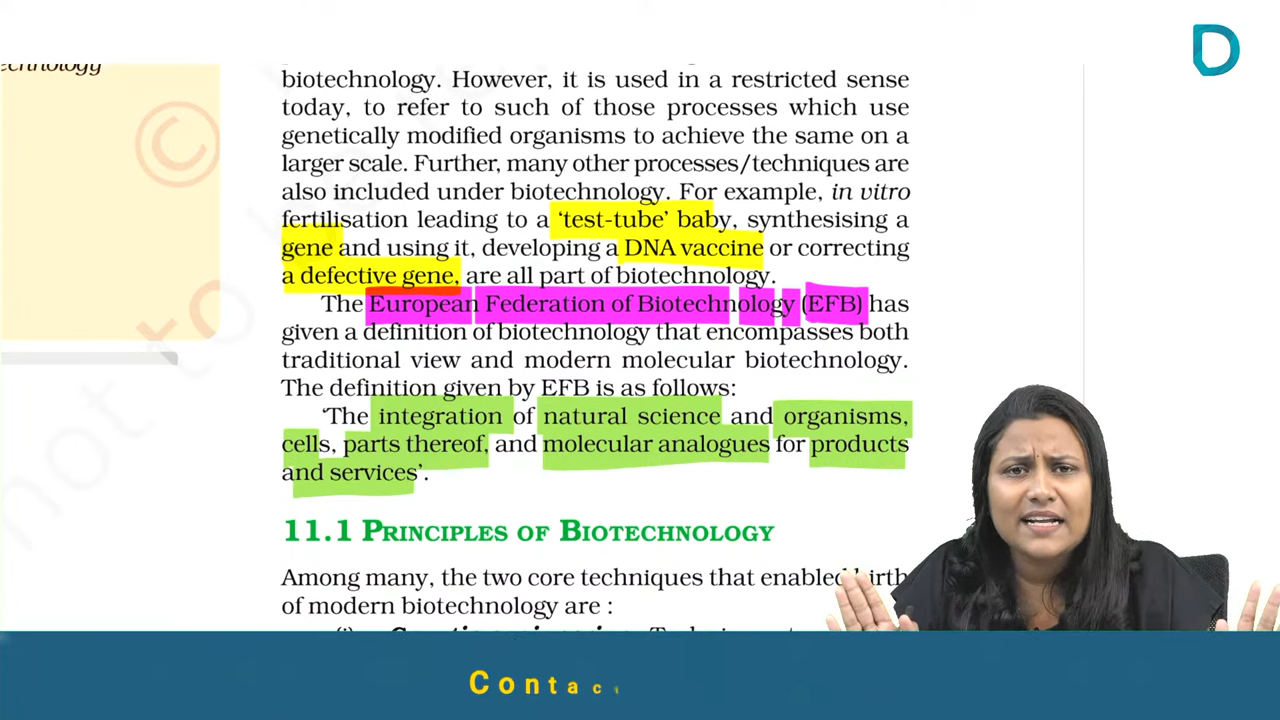 D
echnology
biotechnology. However, it is used in a restricted sense
today, to refer to such of those processes which use
genetically modified organisms to achieve the same on a
larger scale. Further, many other processes/techniques are
also included under biotechnology. For example, in vitro
fertilisation leading to a ‘test-tube’ baby, synthesising a
gene and using it, developing a DNA vaccine or correcting
a defective gene, are all part of biotechnology.
The European Federation of Biotechnology (EFB) has
given a definition of biotechnology that encompasses both
traditional view and modern molecular biotechnology.
The definition given by EFB is as follows:
‘The integration of natural science and organisms,
cells, parts thereof, and molecular analogues for products
and services’.
11.1 PRINCIPLES OF BIOTECHNOLOGY
Among many, the two core techniques that enabled birth
of modern biotechnology are :
not to
©
Contac